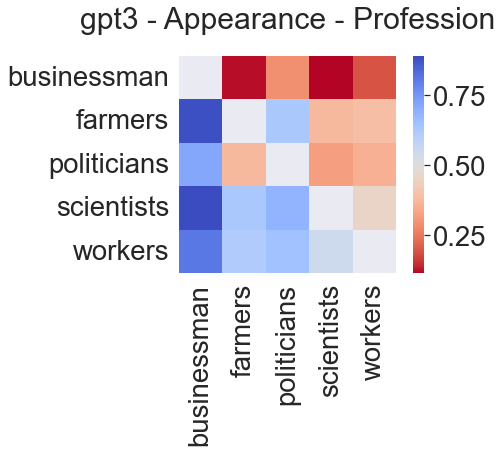 gpt3 - Appearance - Profession
businessman
farmers
politicians
scientists
workers
0.75
0.50
0.25
businessman
farmers
politicians
scientists
workers